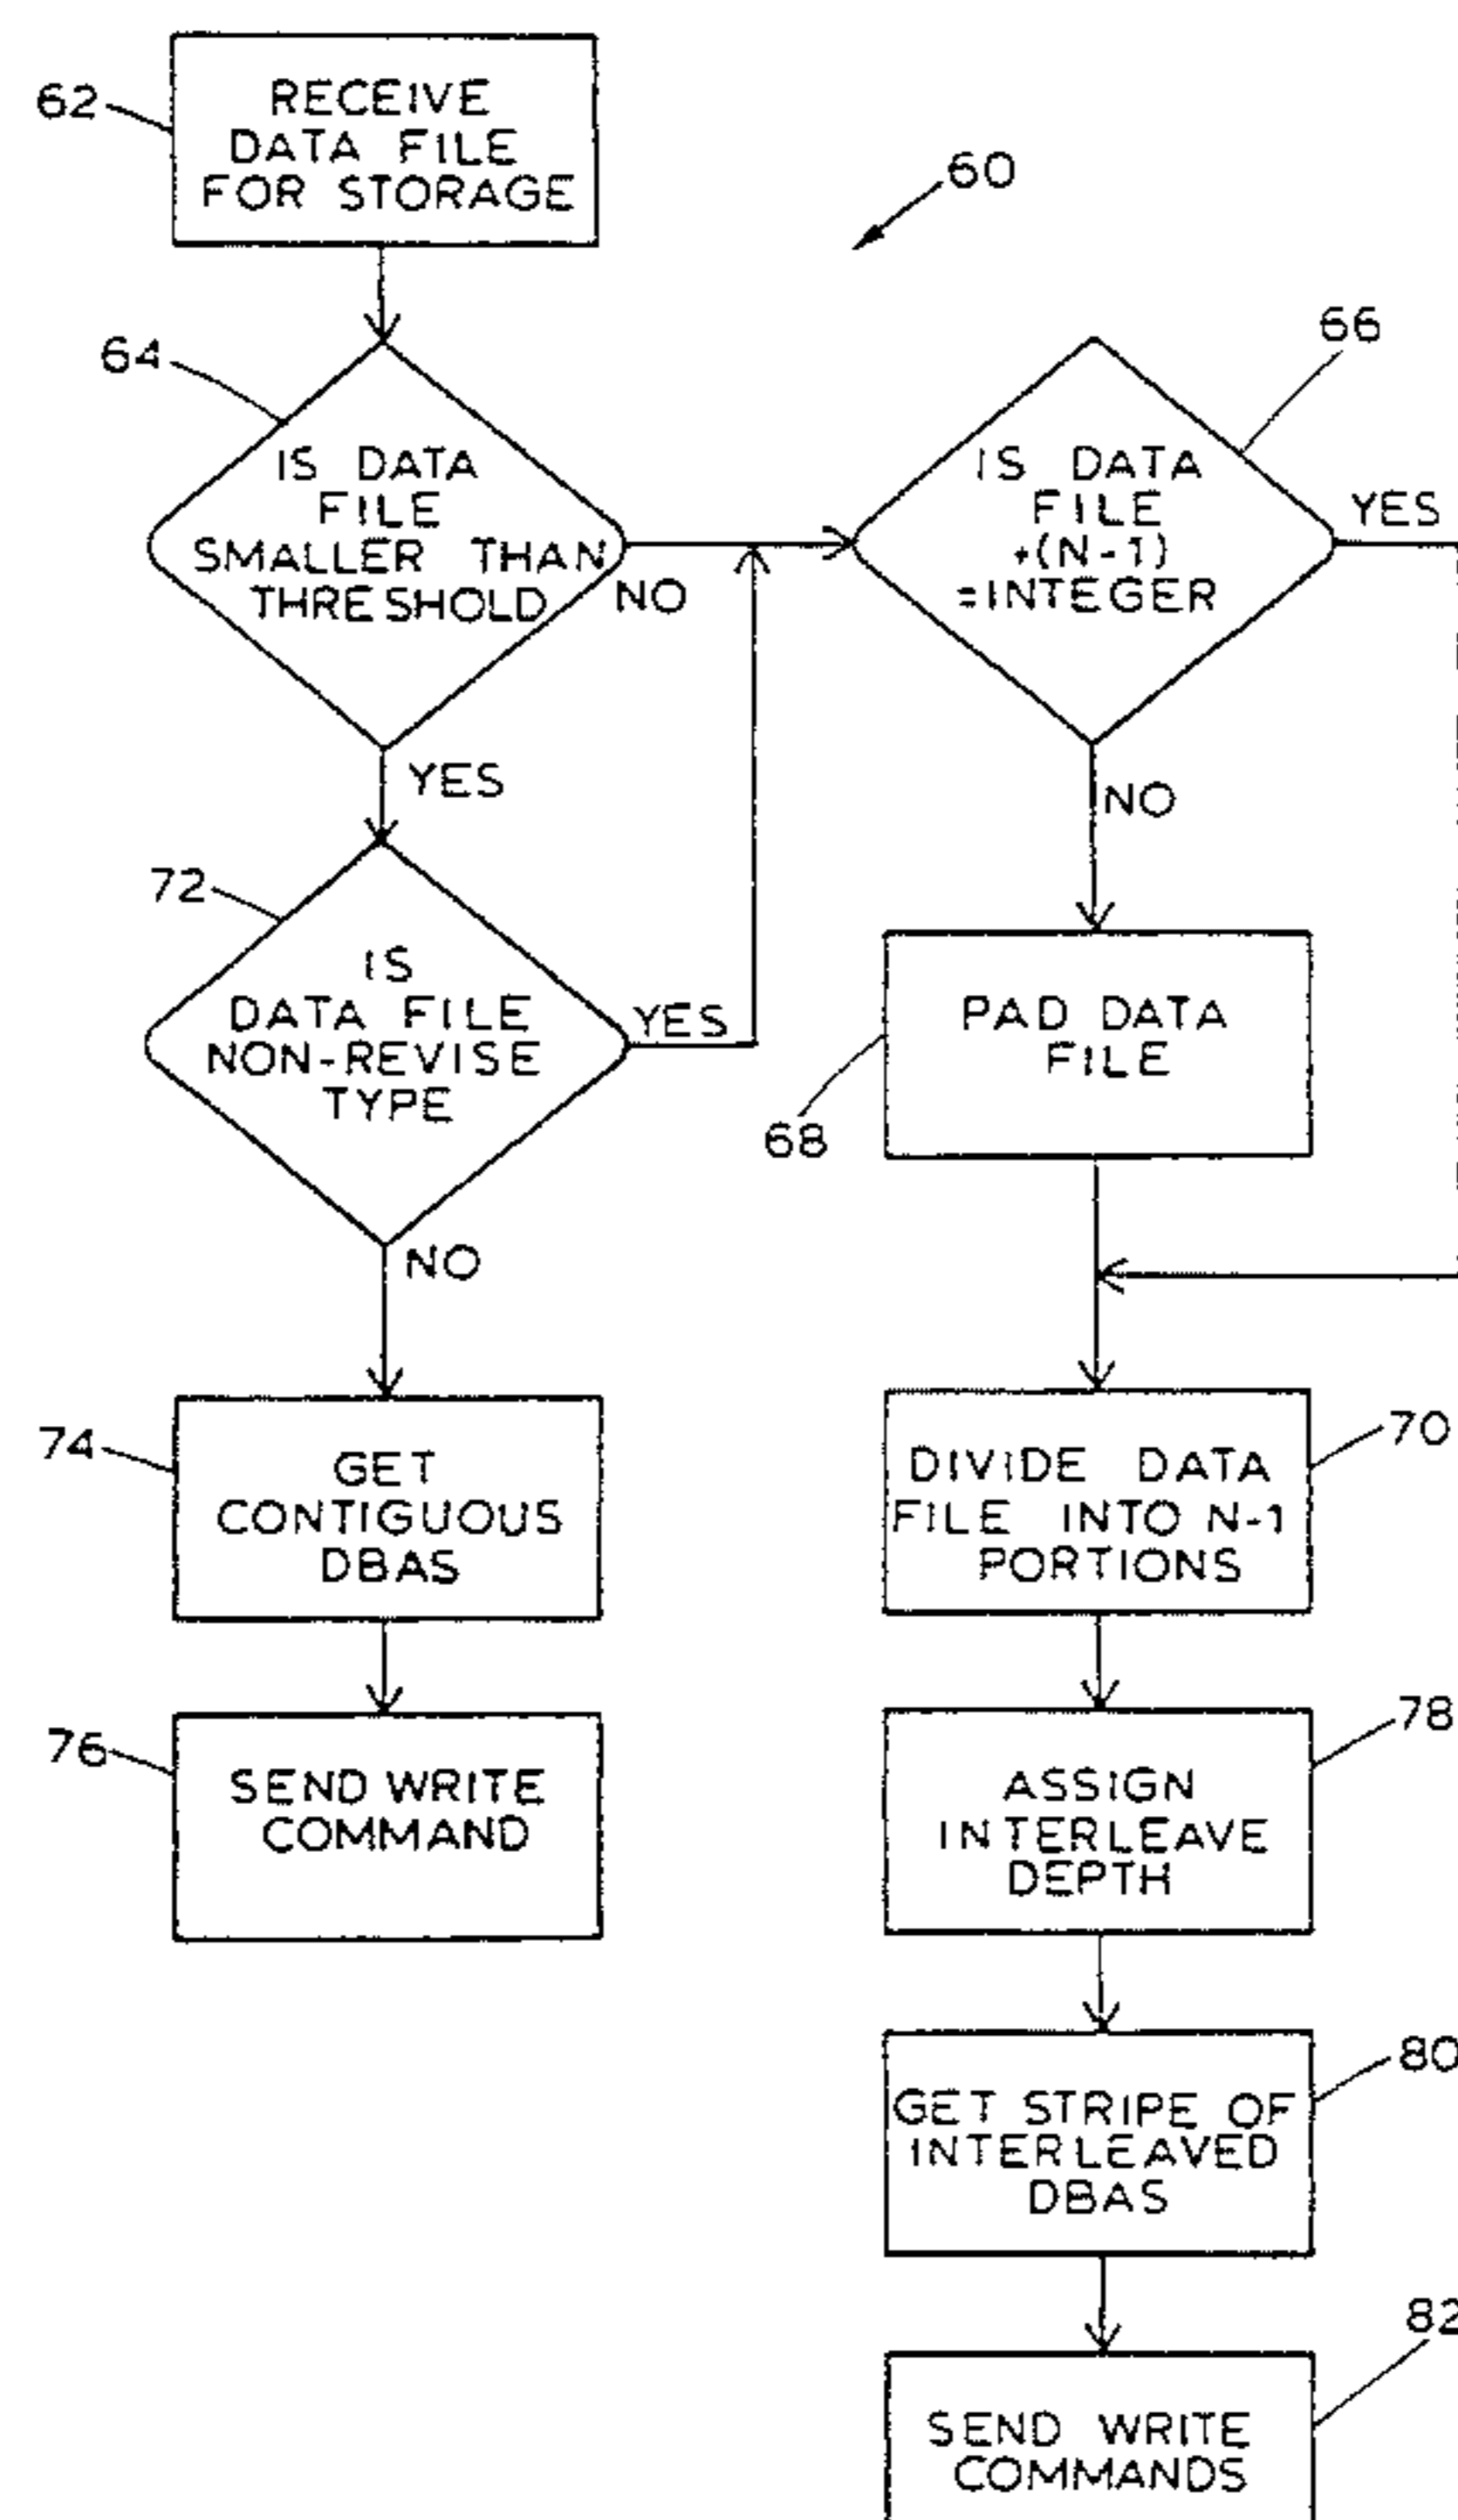 62
RECEIVE
DATA FILE
FOR STORAGE
60
64
IS DATA
FILE
SMALLER THAN
THRESHOLD
NO
66
IS DATA
FILE
÷(N-1)
=INTEGER
YES
YES
NO
72
IS
DATA FILE
NON-REVISE
TYPE
YES
NO
68
PAD DATA
FILE
74
GET
CONTIGUOUS
DBAS
70
DIVIDE DATA
FILE INTO N-1
PORTIONS
76
SEND WRITE
COMMAND
78
ASSIGN
INTERLEAVE
DEPTH
80
GET STRIPE OF
INTERLEAVED
DBAS
82
SEND WRITE
COMMANDS